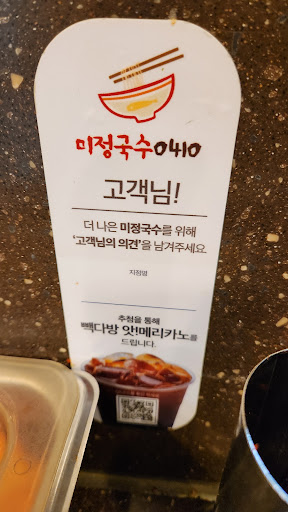 미정국수0410
고객님!
더 나은 미정국수를 위해
'고객님의 의견'을 남겨주세요.
지점명
추첨을 통해
빽다방 앗!메리카노를
드립니다.